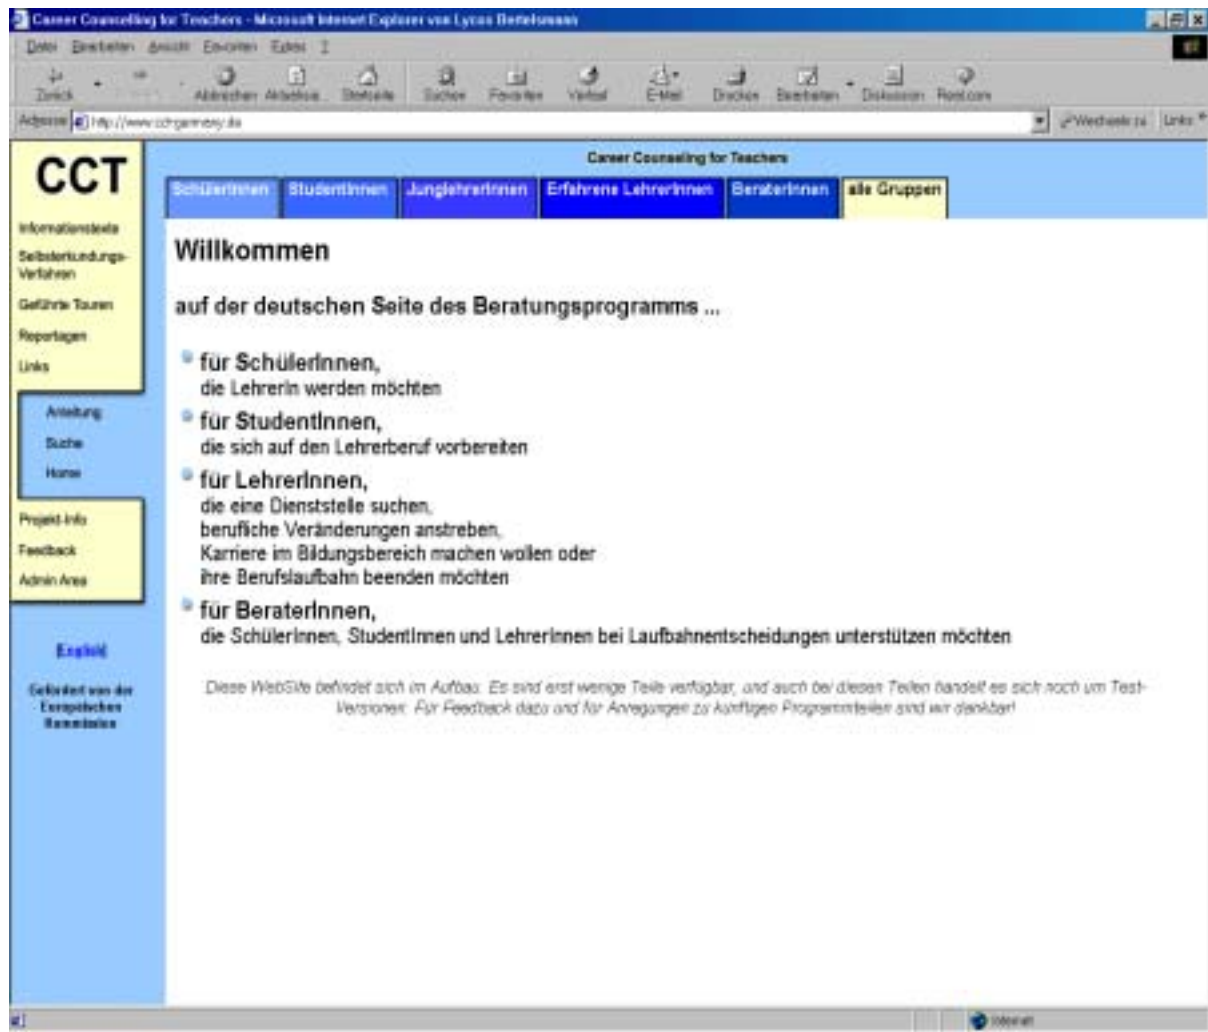 Career Counselling for Teachers - Microsoft Internet Explorer von Lycos Bertelsmann
Datei Bearbeiten Ansicht Favoriten Extras ?
Zurück Abbrechen Startseite Suchen Favoriten Verlauf E-Mail Drucken Bearbeiten Diskussion
Adresse Wechseln zu Links
CCT
Career Counseling for Teachers
SchülerInnen StudentInnen JunglehrerInnen Erfahrene LehrerInnen BeraterInnen alle Gruppen
Informationstexte
Selbsterkundungs-
Verfahren
Geführte Touren
Reportagen
Links
Anleitung
Suche
Home
Projekt-Info
Feedback
Admin Area
English
Gefördert von der
Europäischen
Kommission
Willkommen
auf der deutschen Seite des Beratungsprogramms ...
für SchülerInnen,
die LehrerIn werden möchten
für StudentInnen,
die sich auf den Lehrerberuf vorbereiten
für LehrerInnen,
die eine Dienststelle suchen,
berufliche Veränderungen anstreben,
Karriere im Bildungsbereich machen wollen oder
ihre Berufslaufbahn beenden möchten
für BeraterInnen,
die SchülerInnen, StudentInnen und LehrerInnen bei Laufbahnentscheidungen unterstützen möchten
Diese WebSite befindet sich im Aufbau. Es sind erst wenige Teile verfügbar, und auch bei diesen Teilen handelt es sich noch um Test-
Versionen. Für Feedback dazu und für Anregungen zu künftigen Programmteilen sind wir dankbar!
Internet